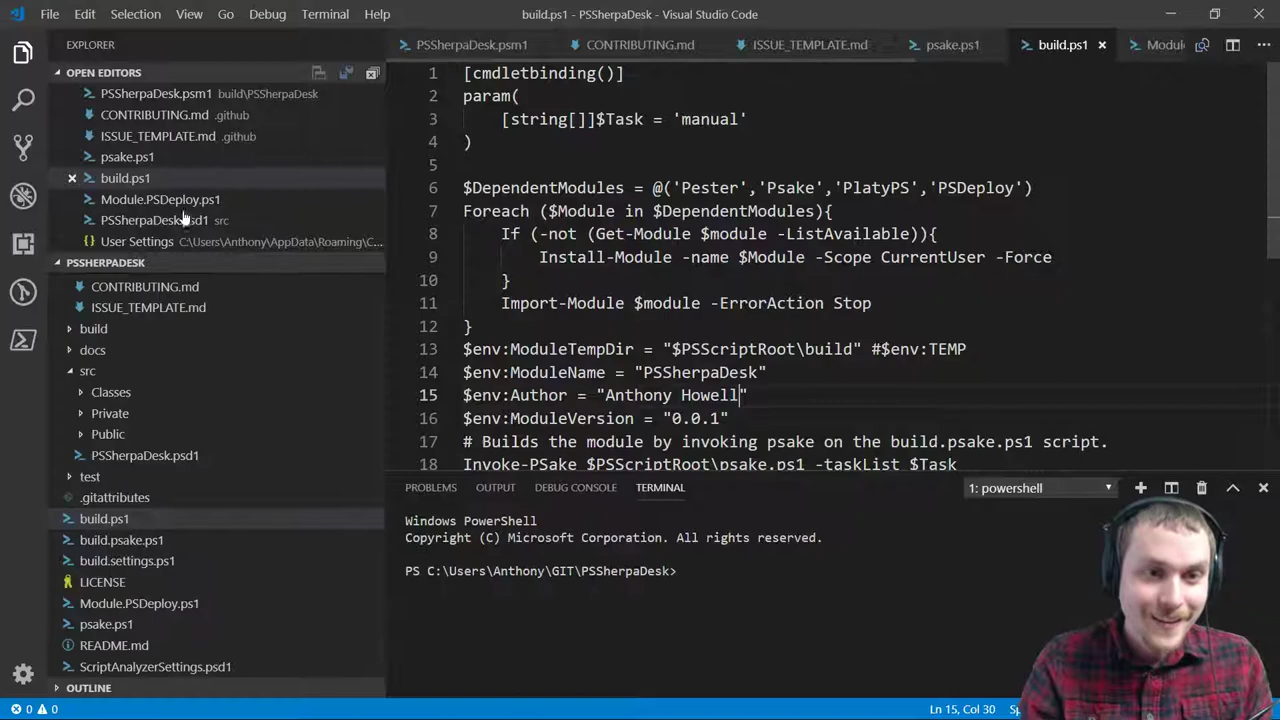 File Edit Selection View Go Debug Terminal Help
build.ps1 - PSSherpaDesk - Visual Studio Code
EXPLORER
OPEN EDITORS
PSSherpaDesk.psm1 build\PSSherpaDesk
CONTRIBUTING.md .github
ISSUE_TEMPLATE.md .github
psake.ps1
build.ps1
Module.PSDeploy.ps1
PSSherpaDesk.psd1 src
User Settings C:\Users\Anthony\AppData\Roaming\C...
PSSHERPADESK
CONTRIBUTING.md
ISSUE_TEMPLATE.md
build
docs
src
Classes
Private
Public
PSSherpaDesk.psd1
test
.gitattributes
build.ps1
build.psake.ps1
build.settings.ps1
LICENSE
Module.PSDeploy.ps1
psake.ps1
README.md
ScriptAnalyzerSettings.psd1
OUTLINE
PSSherpaDesk.psm1 CONTRIBUTING.md ISSUE_TEMPLATE.md psake.ps1 build.ps1 Modul
1 [cmdletbinding()]
2 param(
3 [string[]]$Task = 'manual'
4 )
5
6 $DependentModules = @('Pester','Psake','PlatyPS','PSDeploy')
7 Foreach ($Module in $DependentModules){
8 If (-not (Get-Module $module -ListAvailable)){
9 Install-Module -name $Module -Scope CurrentUser -Force
10 }
11 Import-Module $module -ErrorAction Stop
12 }
13 $env:ModuleTempDir = "$PSScriptRoot\build" #$env:TEMP
14 $env:ModuleName = "PSSherpaDesk"
15 $env:Author = "Anthony Howell"
16 $env:ModuleVersion = "0.0.1"
17 # Builds the module by invoking psake on the build.psake.ps1 script.
18 Invoke-PSake $PSScriptRoot\psake.ps1 -taskList $Task
PROBLEMS OUTPUT DEBUG CONSOLE TERMINAL
1: powershell
Windows PowerShell
Copyright (C) Microsoft Corporation. All rights reserved.
PS C:\Users\Anthony\GIT\PSSherpaDesk>
0 0
Ln 15, Col 30